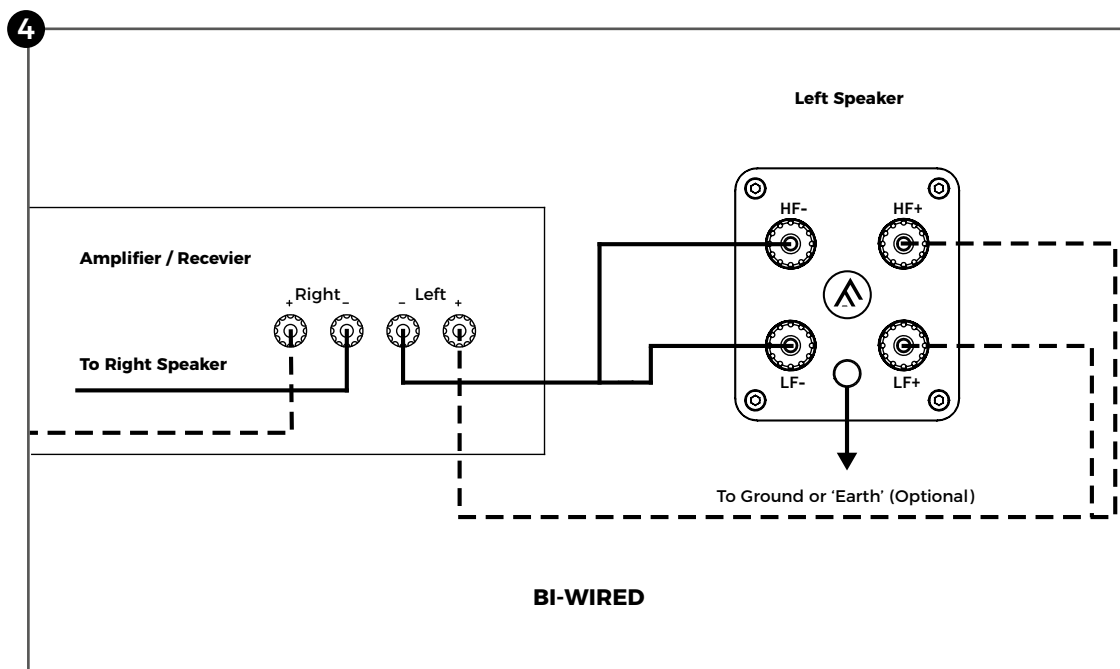 4
Left Speaker
HF- HF+
Amplifier / Recevier
+ Right - - Left +
To Right Speaker
LF- LF+
To Ground or ‘Earth’ (Optional)
BI-WIRED